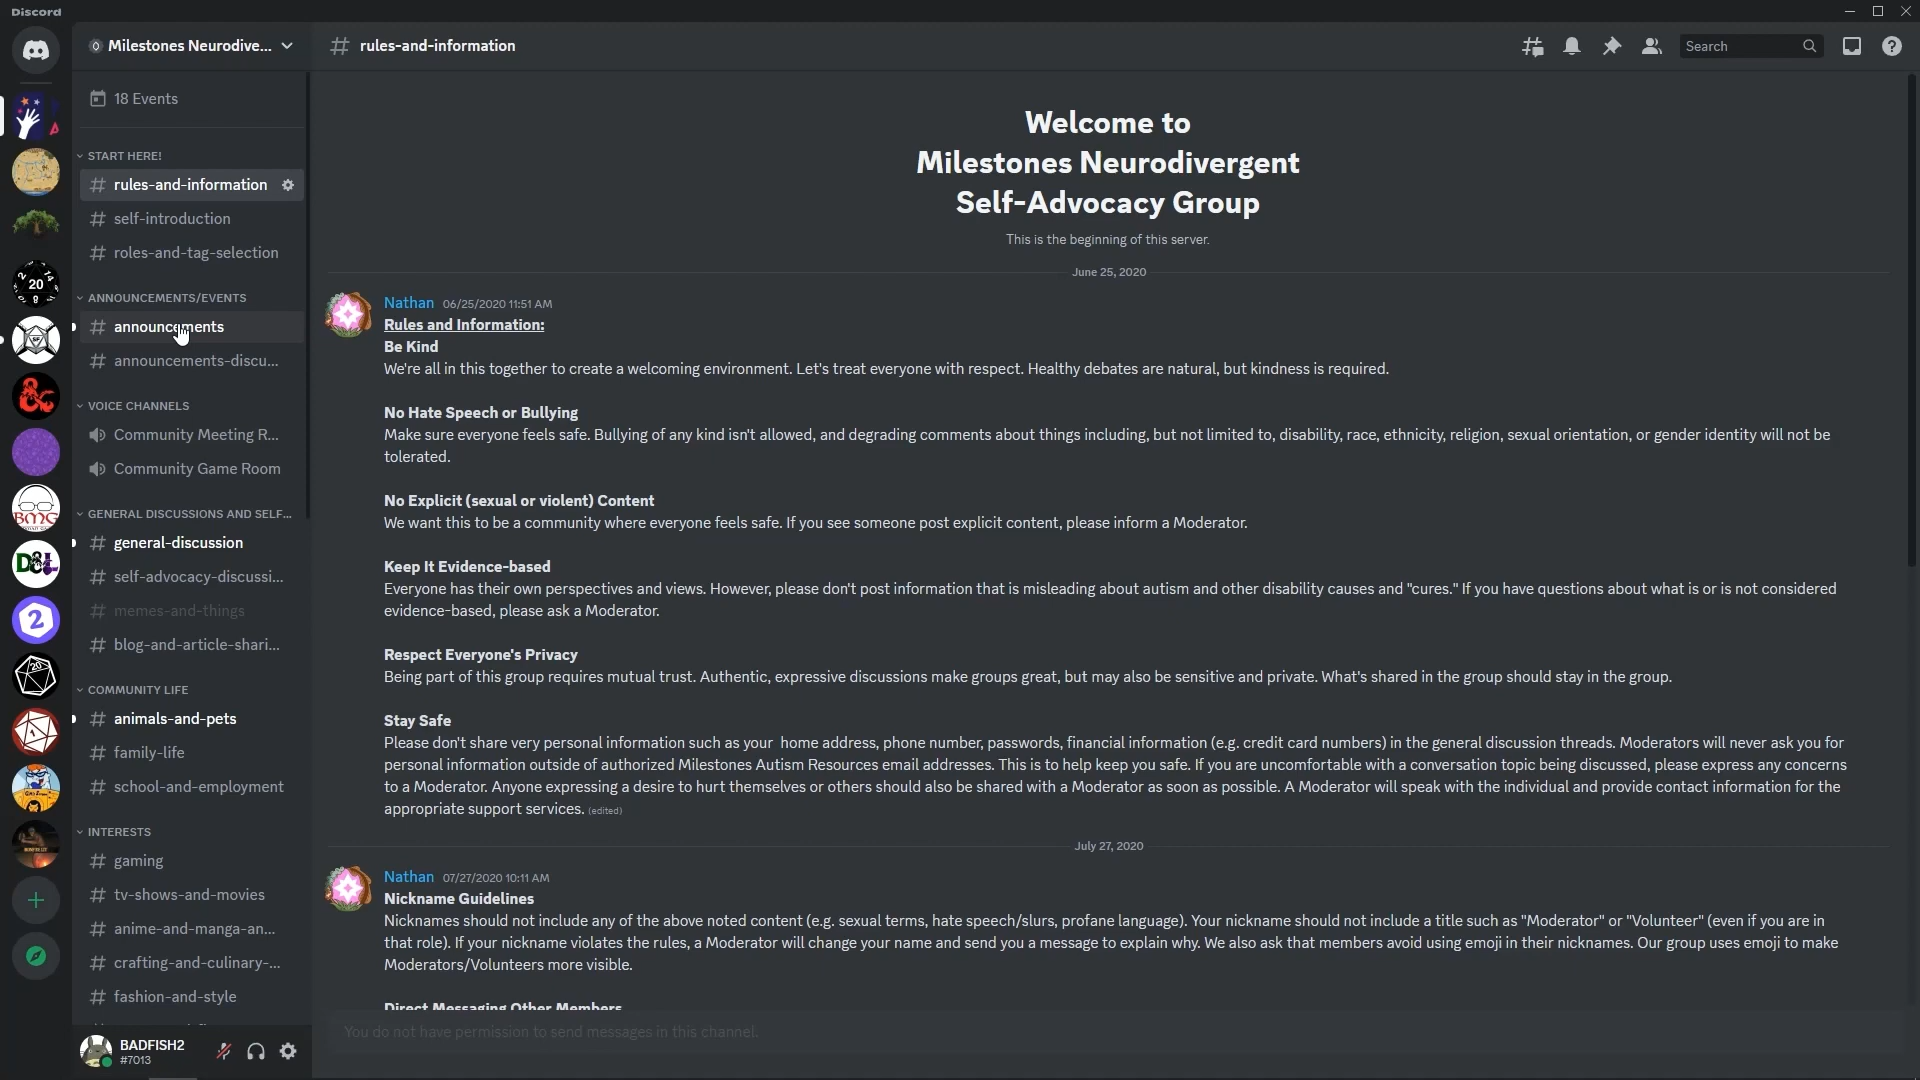 Discord
Milestones Neurodive...
rules-and-information
Search
18 Events
START HERE!
rules-and-information
self-introduction
roles-and-tag-selection
ANNOUNCEMENTS/EVENTS
announcements
announcements-discu...
VOICE CHANNELS
Community Meeting R...
Community Game Room
GENERAL DISCUSSIONS AND SELF...
general-discussion
self-advocacy-discussi...
memes-and-things
blog-and-article-shari...
COMMUNITY LIFE
animals-and-pets
family-life
school-and-employment
INTERESTS
gaming
tv-shows-and-movies
anime-and-manga-an...
crafting-and-culinary-...
fashion-and-style
BADFISH2
#7013
Welcome to
Milestones Neurodivergent
Self-Advocacy Group
This is the beginning of this server.
June 25, 2020
Nathan 06/25/2020 11:51 AM
Rules and Information:
Be Kind
We're all in this together to create a welcoming environment. Let's treat everyone with respect. Healthy debates are natural, but kindness is required.
No Hate Speech or Bullying
Make sure everyone feels safe. Bullying of any kind isn't allowed, and degrading comments about things including, but not limited to, disability, race, ethnicity, religion, sexual orientation, or gender identity will not be
tolerated.
No Explicit (sexual or violent) Content
We want this to be a community where everyone feels safe. If you see someone post explicit content, please inform a Moderator.
Keep It Evidence-based
Everyone has their own perspectives and views. However, please don't post information that is misleading about autism and other disability causes and "cures." If you have questions about what is or is not considered
evidence-based, please ask a Moderator.
Respect Everyone's Privacy
Being part of this group requires mutual trust. Authentic, expressive discussions make groups great, but may also be sensitive and private. What's shared in the group should stay in the group.
Stay Safe
Please don't share very personal information such as your  home address, phone number, passwords, financial information (e.g. credit card numbers) in the general discussion threads. Moderators will never ask you for
personal information outside of authorized Milestones Autism Resources email addresses. This is to help keep you safe. If you are uncomfortable with a conversation topic being discussed, please express any concerns
to a Moderator. Anyone expressing a desire to hurt themselves or others should also be shared with a Moderator as soon as possible. A Moderator will speak with the individual and provide contact information for the
appropriate support services. (edited)
July 27, 2020
Nathan 07/27/2020 10:11 AM
Nickname Guidelines
Nicknames should not include any of the above noted content (e.g. sexual terms, hate speech/slurs, profane language). Your nickname should not include a title such as "Moderator" or "Volunteer" (even if you are in
that role). If your nickname violates the rules, a Moderator will change your name and send you a message to explain why. We also ask that members avoid using emoji in their nicknames. Our group uses emoji to make
Moderators/Volunteers more visible.
Direct Messaging Other Members
You do not have permission to send messages in this channel.